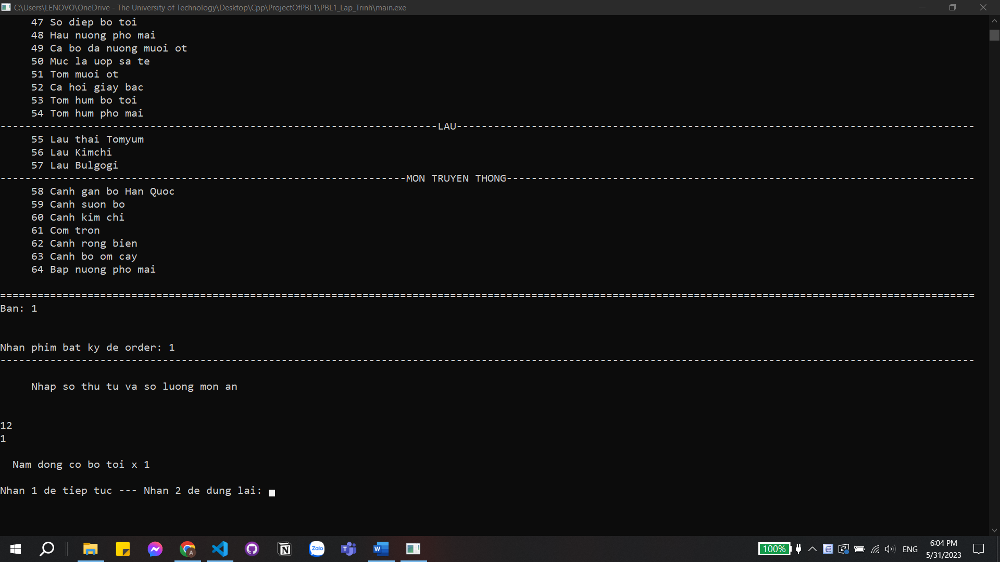 C:\Users\LENOVO\OneDrive - The University of Technology\Desktop\Cpp\ProjectOfPBL1\PBL1_Lap_Trinh\main.exe
47 So diep bo toi
48 Hau nuong pho mai
49 Ca bo da nuong muoi ot
50 Muc la uop sa te
51 Tom muoi ot
52 Ca hoi giay bac
53 Tom hum bo toi
54 Tom hum pho mai
----------------------------------------------------------------------LAU-----------------------------------------------------------------------------------
55 Lau thai Tomyum
56 Lau Kimchi
57 Lau Bulgogi
-----------------------------------------------------------------MON TRUYEN THONG---------------------------------------------------------------------------
58 Canh gan bo Han Quoc
59 Canh suon bo
60 Canh kim chi
61 Com tron
62 Canh rong bien
63 Canh bo om cay
64 Bap nuong pho mai
============================================================================================================================================================
Ban: 1
Nhan phim bat ky de order: 1
------------------------------------------------------------------------------------------------------------------------------------------------------------
Nhap so thu tu va so luong mon an
12
1
Nam dong co bo toi x 1
Nhan 1 de tiep tuc --- Nhan 2 de dung lai:
Zalo
100%
ENG
6:04 PM
5/31/2023